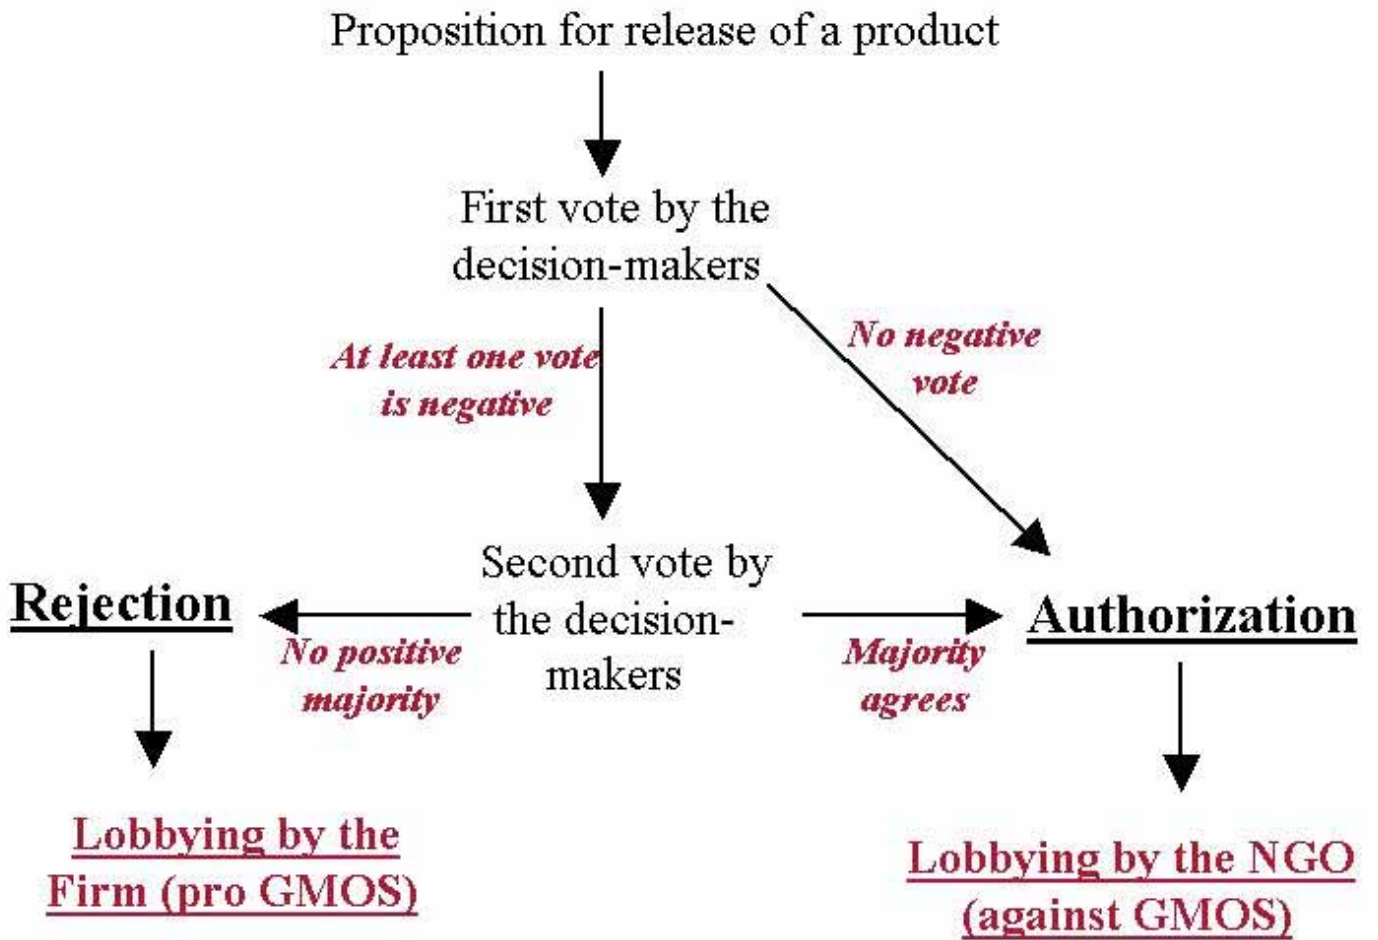 Proposition for release of a product
First vote by the
decision-makers
At least one vote
is negative
No negative
vote
Second vote by
the decision-
makers
Rejection
No positive
majority
Majority
agrees
Authorization
Lobbying by the
Firm (pro GMOS)
Lobbying by the NGO
(against GMOS)